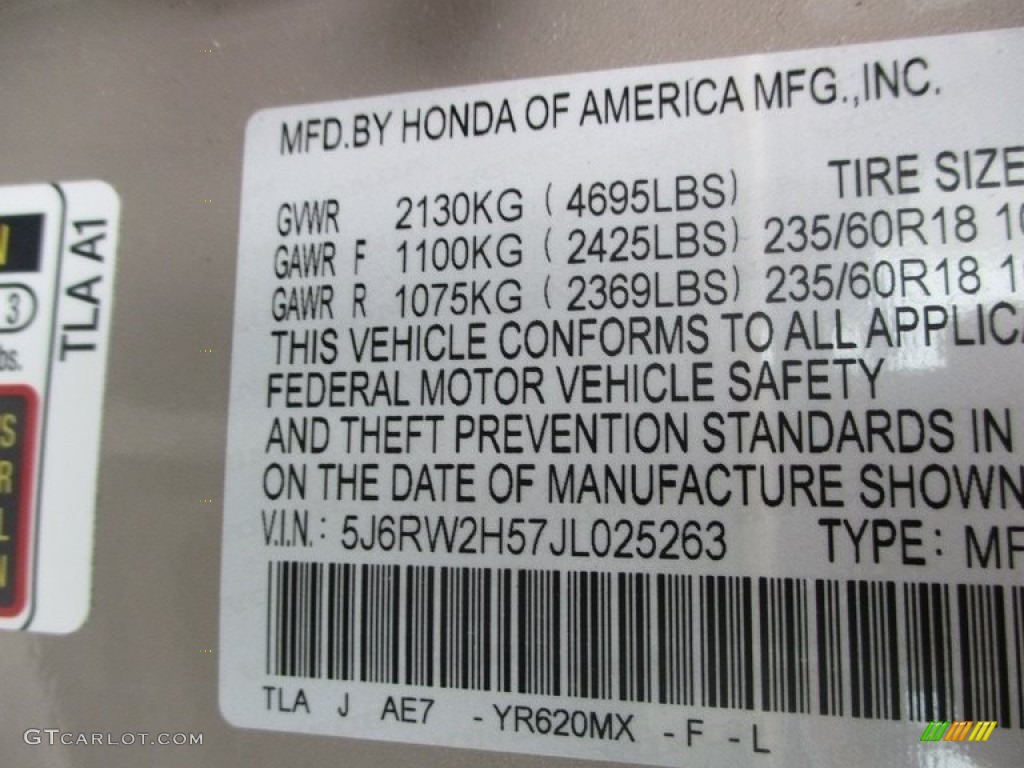 MFD.BY HONDA OF AMERICA MFG.,INC.
TIRE SIZE
GVWR 2130KG ( 4695LBS)
GAWR F 1100KG ( 2425LBS) 235/60R18
GAWR R 1075KG ( 2369LBS) 235/60R18
THIS VEHICLE CONFORMS TO ALL
FEDERAL MOTOR VEHICLE SAFETY
AND THEFT PREVENTION STANDARDS IN
ON THE DATE OF MANUFACTURE SHOWN
V.I.N.: 5J6RW2H57JL025263 TYPE:
TLA J AE7 - YR620MX - F - L
TLA A1
3
GTCARLOT.COM